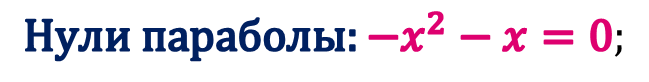 Нули параболы: −x² − x = 0;